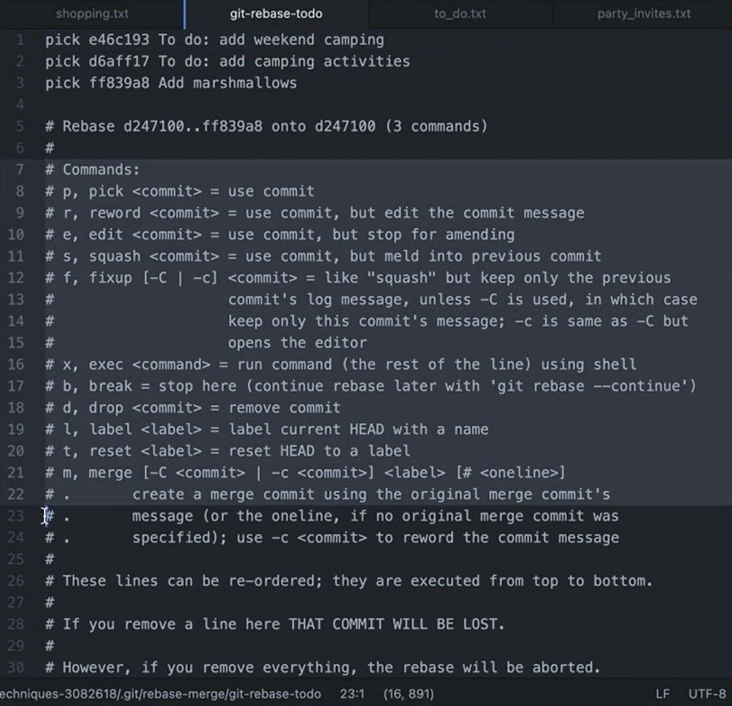 shopping.txt git-rebase-todo to_do.txt party_invites.txt
1 pick e46c193 To do: add weekend camping
2 pick d6aff17 To do: add camping activities
3 pick ff839a8 Add marshmallows
4
5 # Rebase d247100..ff839a8 onto d247100 (3 commands)
6 #
7 # Commands:
8 # p, pick <commit> = use commit
9 # r, reword <commit> = use commit, but edit the commit message
10 # e, edit <commit> = use commit, but stop for amending
11 # s, squash <commit> = use commit, but meld into previous commit
12 # f, fixup [-C | -c] <commit> = like "squash" but keep only the previous
13 # commit's log message, unless -C is used, in which case
14 # keep only this commit's message; -c is same as -C but
15 # opens the editor
16 # x, exec <command> = run command (the rest of the line) using shell
17 # b, break = stop here (continue rebase later with 'git rebase --continue')
18 # d, drop <commit> = remove commit
19 # l, label <label> = label current HEAD with a name
20 # t, reset <label> = reset HEAD to a label
21 # m, merge [-C <commit> | -c <commit>] <label> [# <oneline>]
22 # . create a merge commit using the original merge commit's
23 # . message (or the oneline, if no original merge commit was
24 # . specified); use -c <commit> to reword the commit message
25 #
26 # These lines can be re-ordered; they are executed from top to bottom.
27 #
28 # If you remove a line here THAT COMMIT WILL BE LOST.
29 #
30 # However, if you remove everything, the rebase will be aborted.
echniques-3082618/.git/rebase-merge/git-rebase-todo 23:1 (16, 891) LF UTF-8